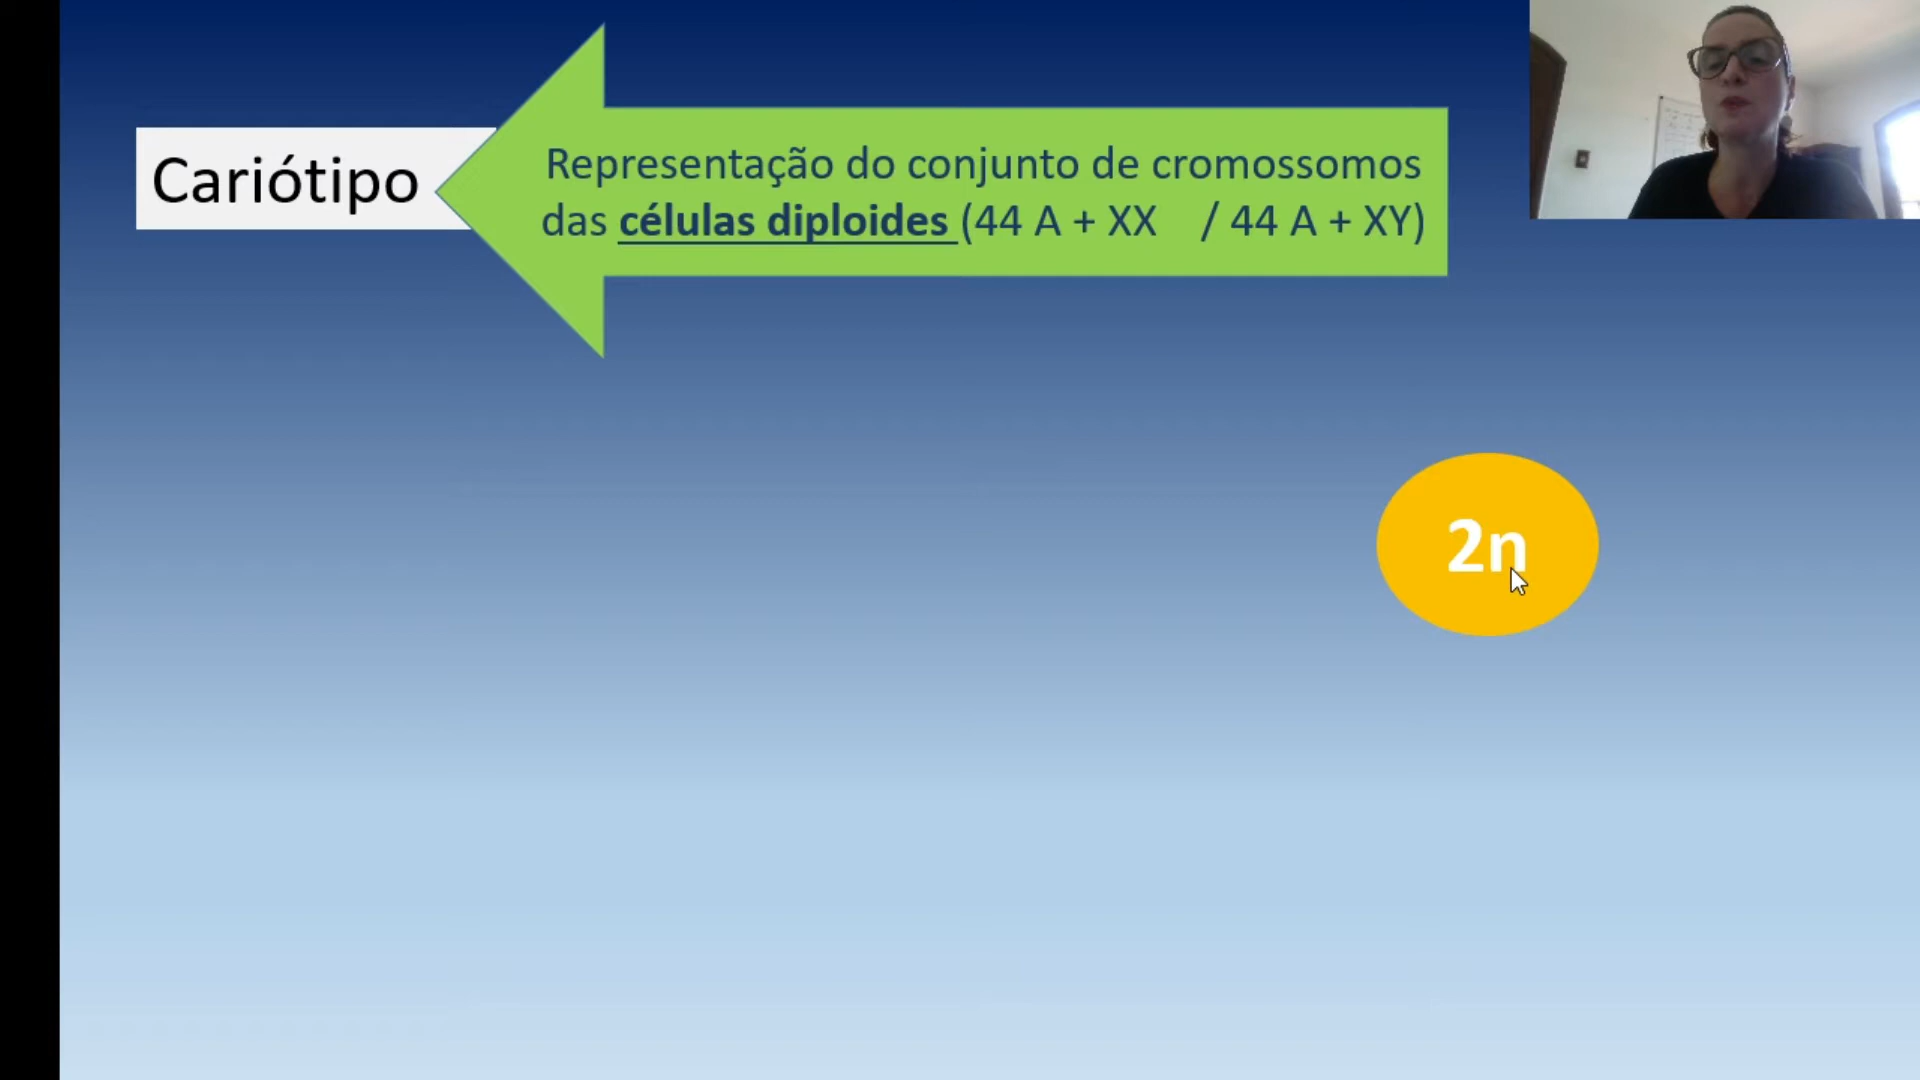 Cariótipo
Representação do conjunto de cromossomos
das células diploides (44 A + XX / 44 A + XY)
2n